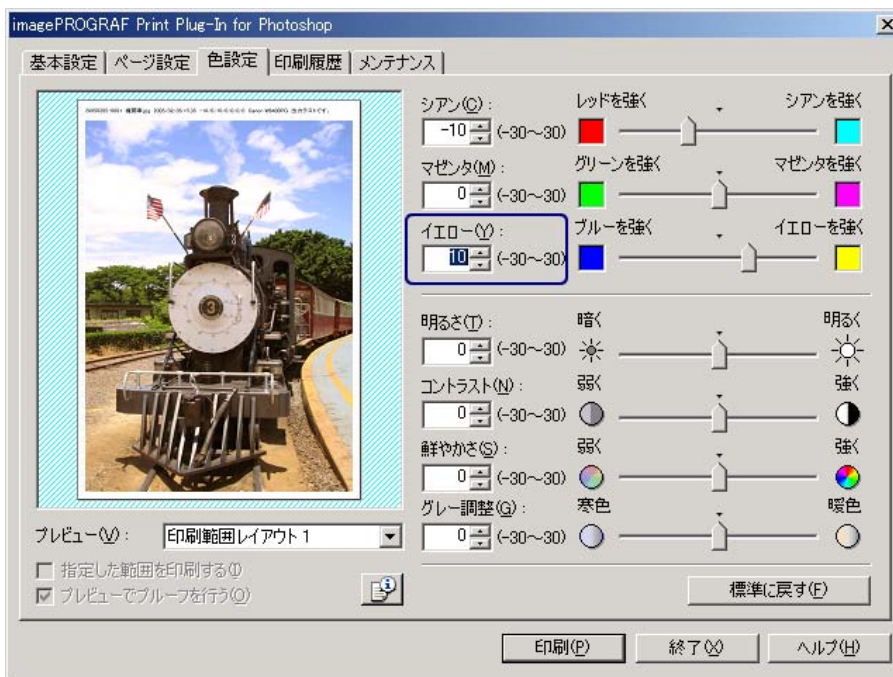 imagePROGRAF Print Plug-In for Photoshop
基本設定 ページ設定 色設定 印刷履歴 メンテナンス
シアン(C): レッドを強く シアンを強く
-10 (-30～30)
マゼンタ(M): グリーンを強く マゼンタを強く
0 (-30～30)
イエロー(Y): ブルーを強く イエローを強く
10 (-30～30)
明るさ(T): 暗く 明るく
0 (-30～30)
コントラスト(N): 弱く 強く
0 (-30～30)
鮮やかさ(S): 弱く 強く
0 (-30～30)
グレー調整(G): 寒色 暖色
0 (-30～30)
3
プレビュー(V): 印刷範囲レイアウト 1
指定した範囲を印刷する(I)
プレビューでプルーフを行う(O)
標準に戻す(F)
印刷(P) 終了(X) ヘルプ(H)